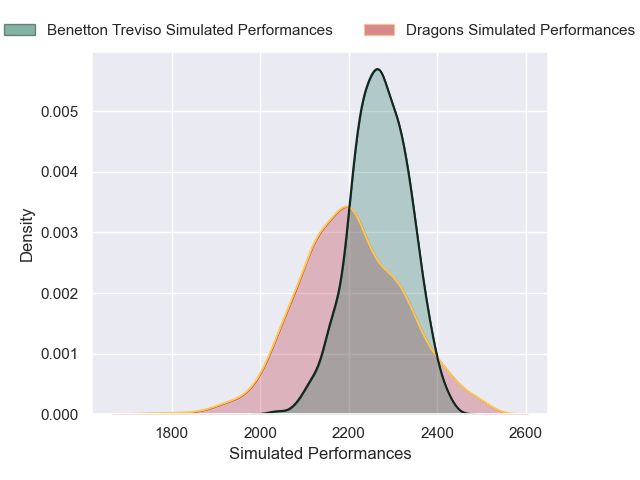 Benetton Treviso Simulated Performances
Dragons Simulated Performances
0.005
0.004
0.003
0.002
0.001
0.000
Density
1800 2000 2200 2400 2600
Simulated Performances